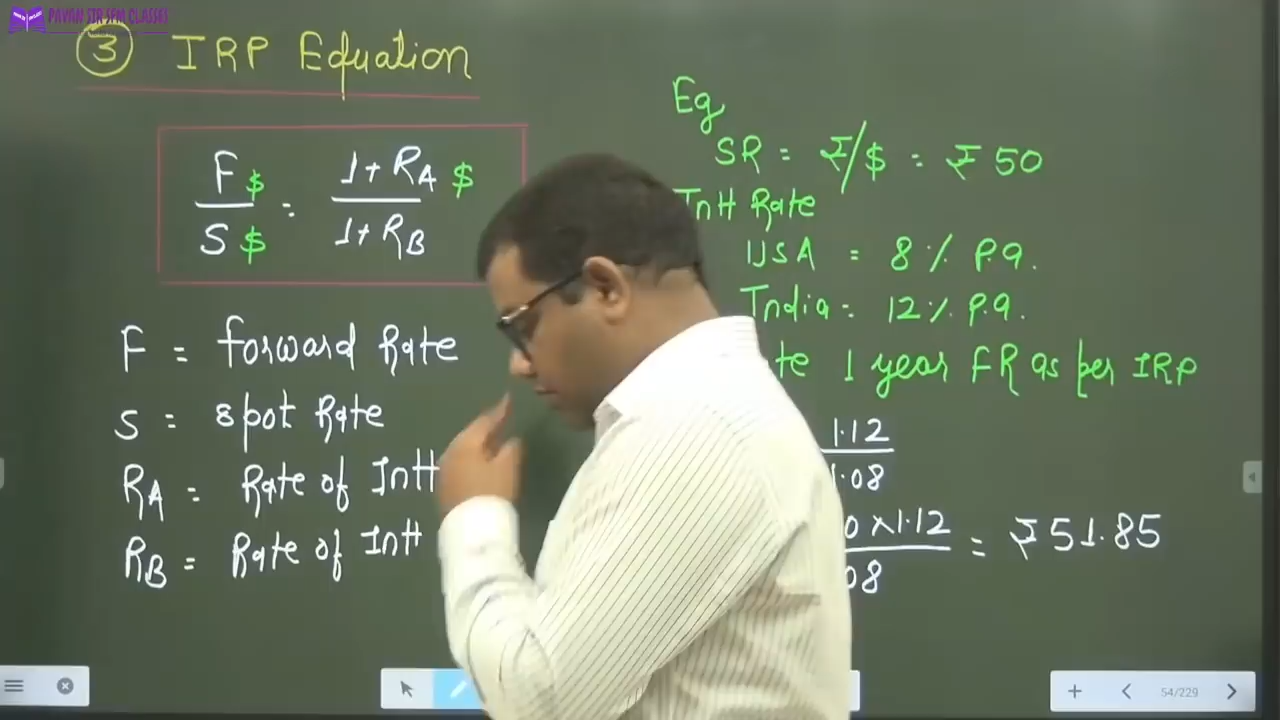 PAVAN SIR SFM CLASSES
③ IRP Equation
F$ / S$ = 1+RA $ / 1+RB
F = forward Rate
S = spot Rate
RA = Rate of Intt
RB = Rate of Intt
Eg
SR = ₹/$ = ₹ 50
Intt Rate
USA = 8% p.a.
India = 12% p.a.
1 year FR as per IRP
1.12
1.08
0 x 1.12 = ₹51.85
08
54/229